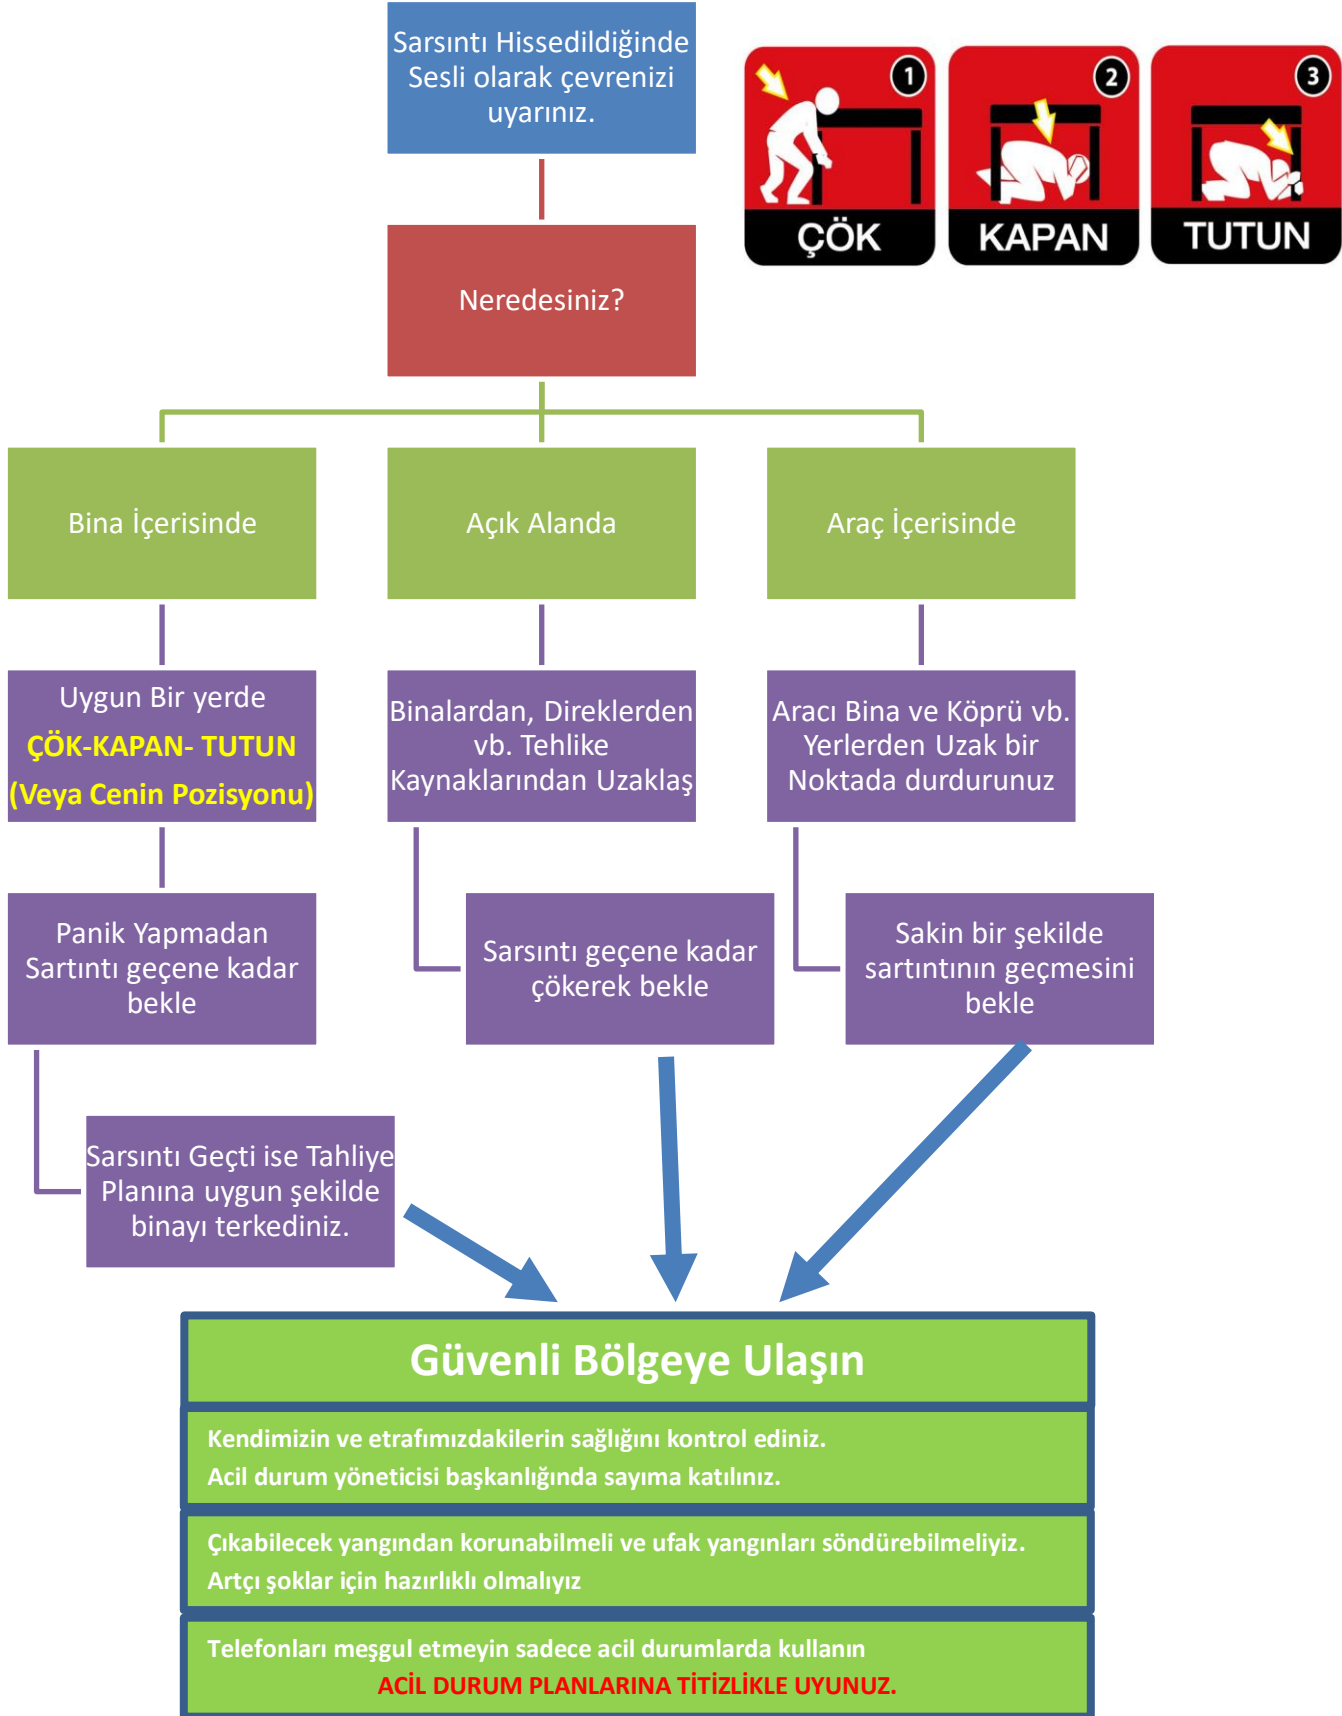 Sarsıntı Hissedildiğinde
Sesli olarak çevrenizi
uyarınız.
1
ÇÖK
2
KAPAN
3
TUTUN
Neredesiniz?
Bina İçerisinde
Açık Alanda
Araç İçerisinde
Uygun Bir yerde
ÇÖK-KAPAN- TUTUN
(Veya Cenin Pozisyonu)
Binalardan, Direklerden
vb. Tehlike
Kaynaklarından Uzaklaş
Aracı Bina ve Köprü vb.
Yerlerden Uzak bir
Noktada durdurunuz
Panik Yapmadan
Sartıntı geçene kadar
bekle
Sarsıntı geçene kadar
çökerek bekle
Sakin bir şekilde
sartıntının geçmesini
bekle
Sarsıntı Geçti ise Tahliye
Planına uygun şekilde
binayı terkediniz.
Güvenli Bölgeye Ulaşın
Kendimizin ve etrafımızdakilerin sağlığını kontrol ediniz.
Acil durum yöneticisi başkanlığında sayıma katılınız.
Çıkabilecek yangından korunabilmeli ve ufak yangınları söndürebilmeliyiz.
Artçı şoklar için hazırlıklı olmalıyız
Telefonları meşgul etmeyin sadece acil durumlarda kullanın
ACİL DURUM PLANLARINA TİTİZLİKLE UYUNUZ.